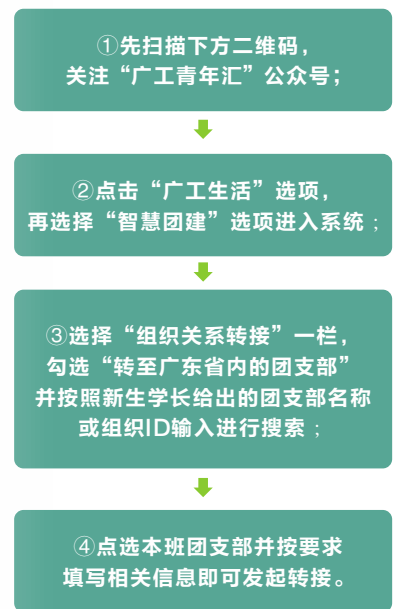 ①先扫描下方二维码，
关注“广工青年汇”公众号；
②点击“广工生活”选项，
再选择“智慧团建”选项进入系统；
③选择“组织关系转接”一栏，
勾选“转至广东省内的团支部”
并按照新生学长给出的团支部名称
或组织ID输入进行搜索；
④点选本班团支部并按要求
填写相关信息即可发起转接。